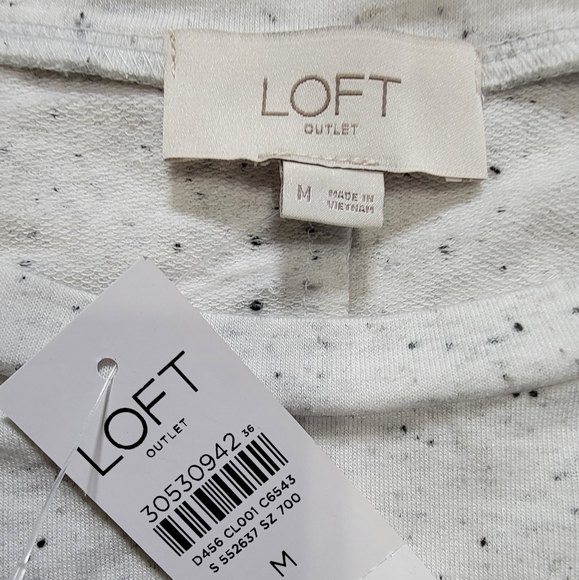 LOFT
OUTLET
M
MADE IN
VIETNAM
LOFT
OUTLET
30530942 36
D456 CL001 C6543
S 552637 SZ 700
M